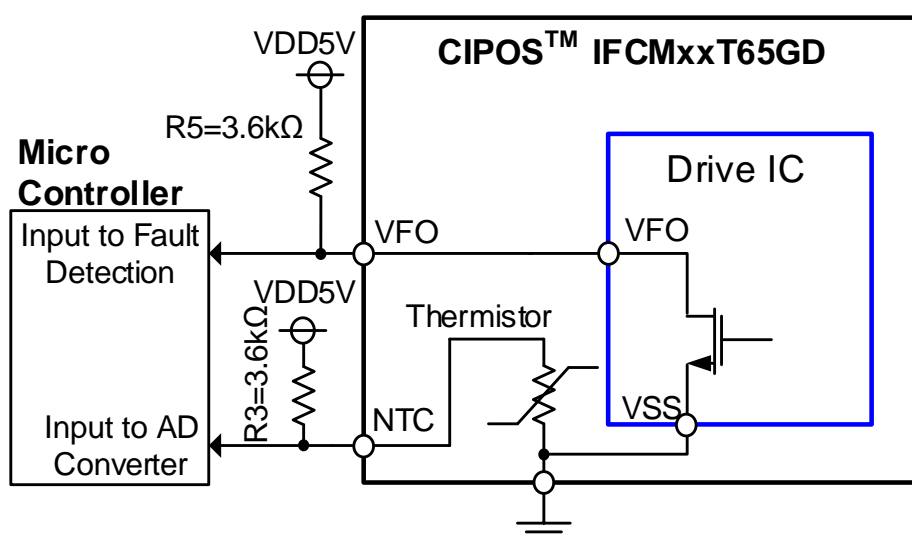 CIPOS™ IFCMxxT65GD
VDD5V
R5=3.6kΩ
Micro
Controller
Input to Fault
Detection
VFO
Drive IC
VFO
VDD5V
R3=3.6kΩ
Thermistor
NTC
VSS
Input to AD
Converter